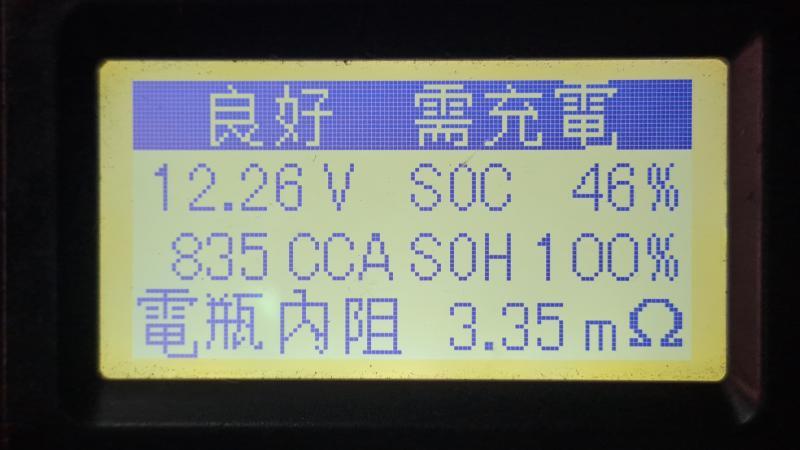 良好 需充電
12.26 V SOC 46%
835 CCA SOH 100%
電瓶內阻 3.35 mΩ